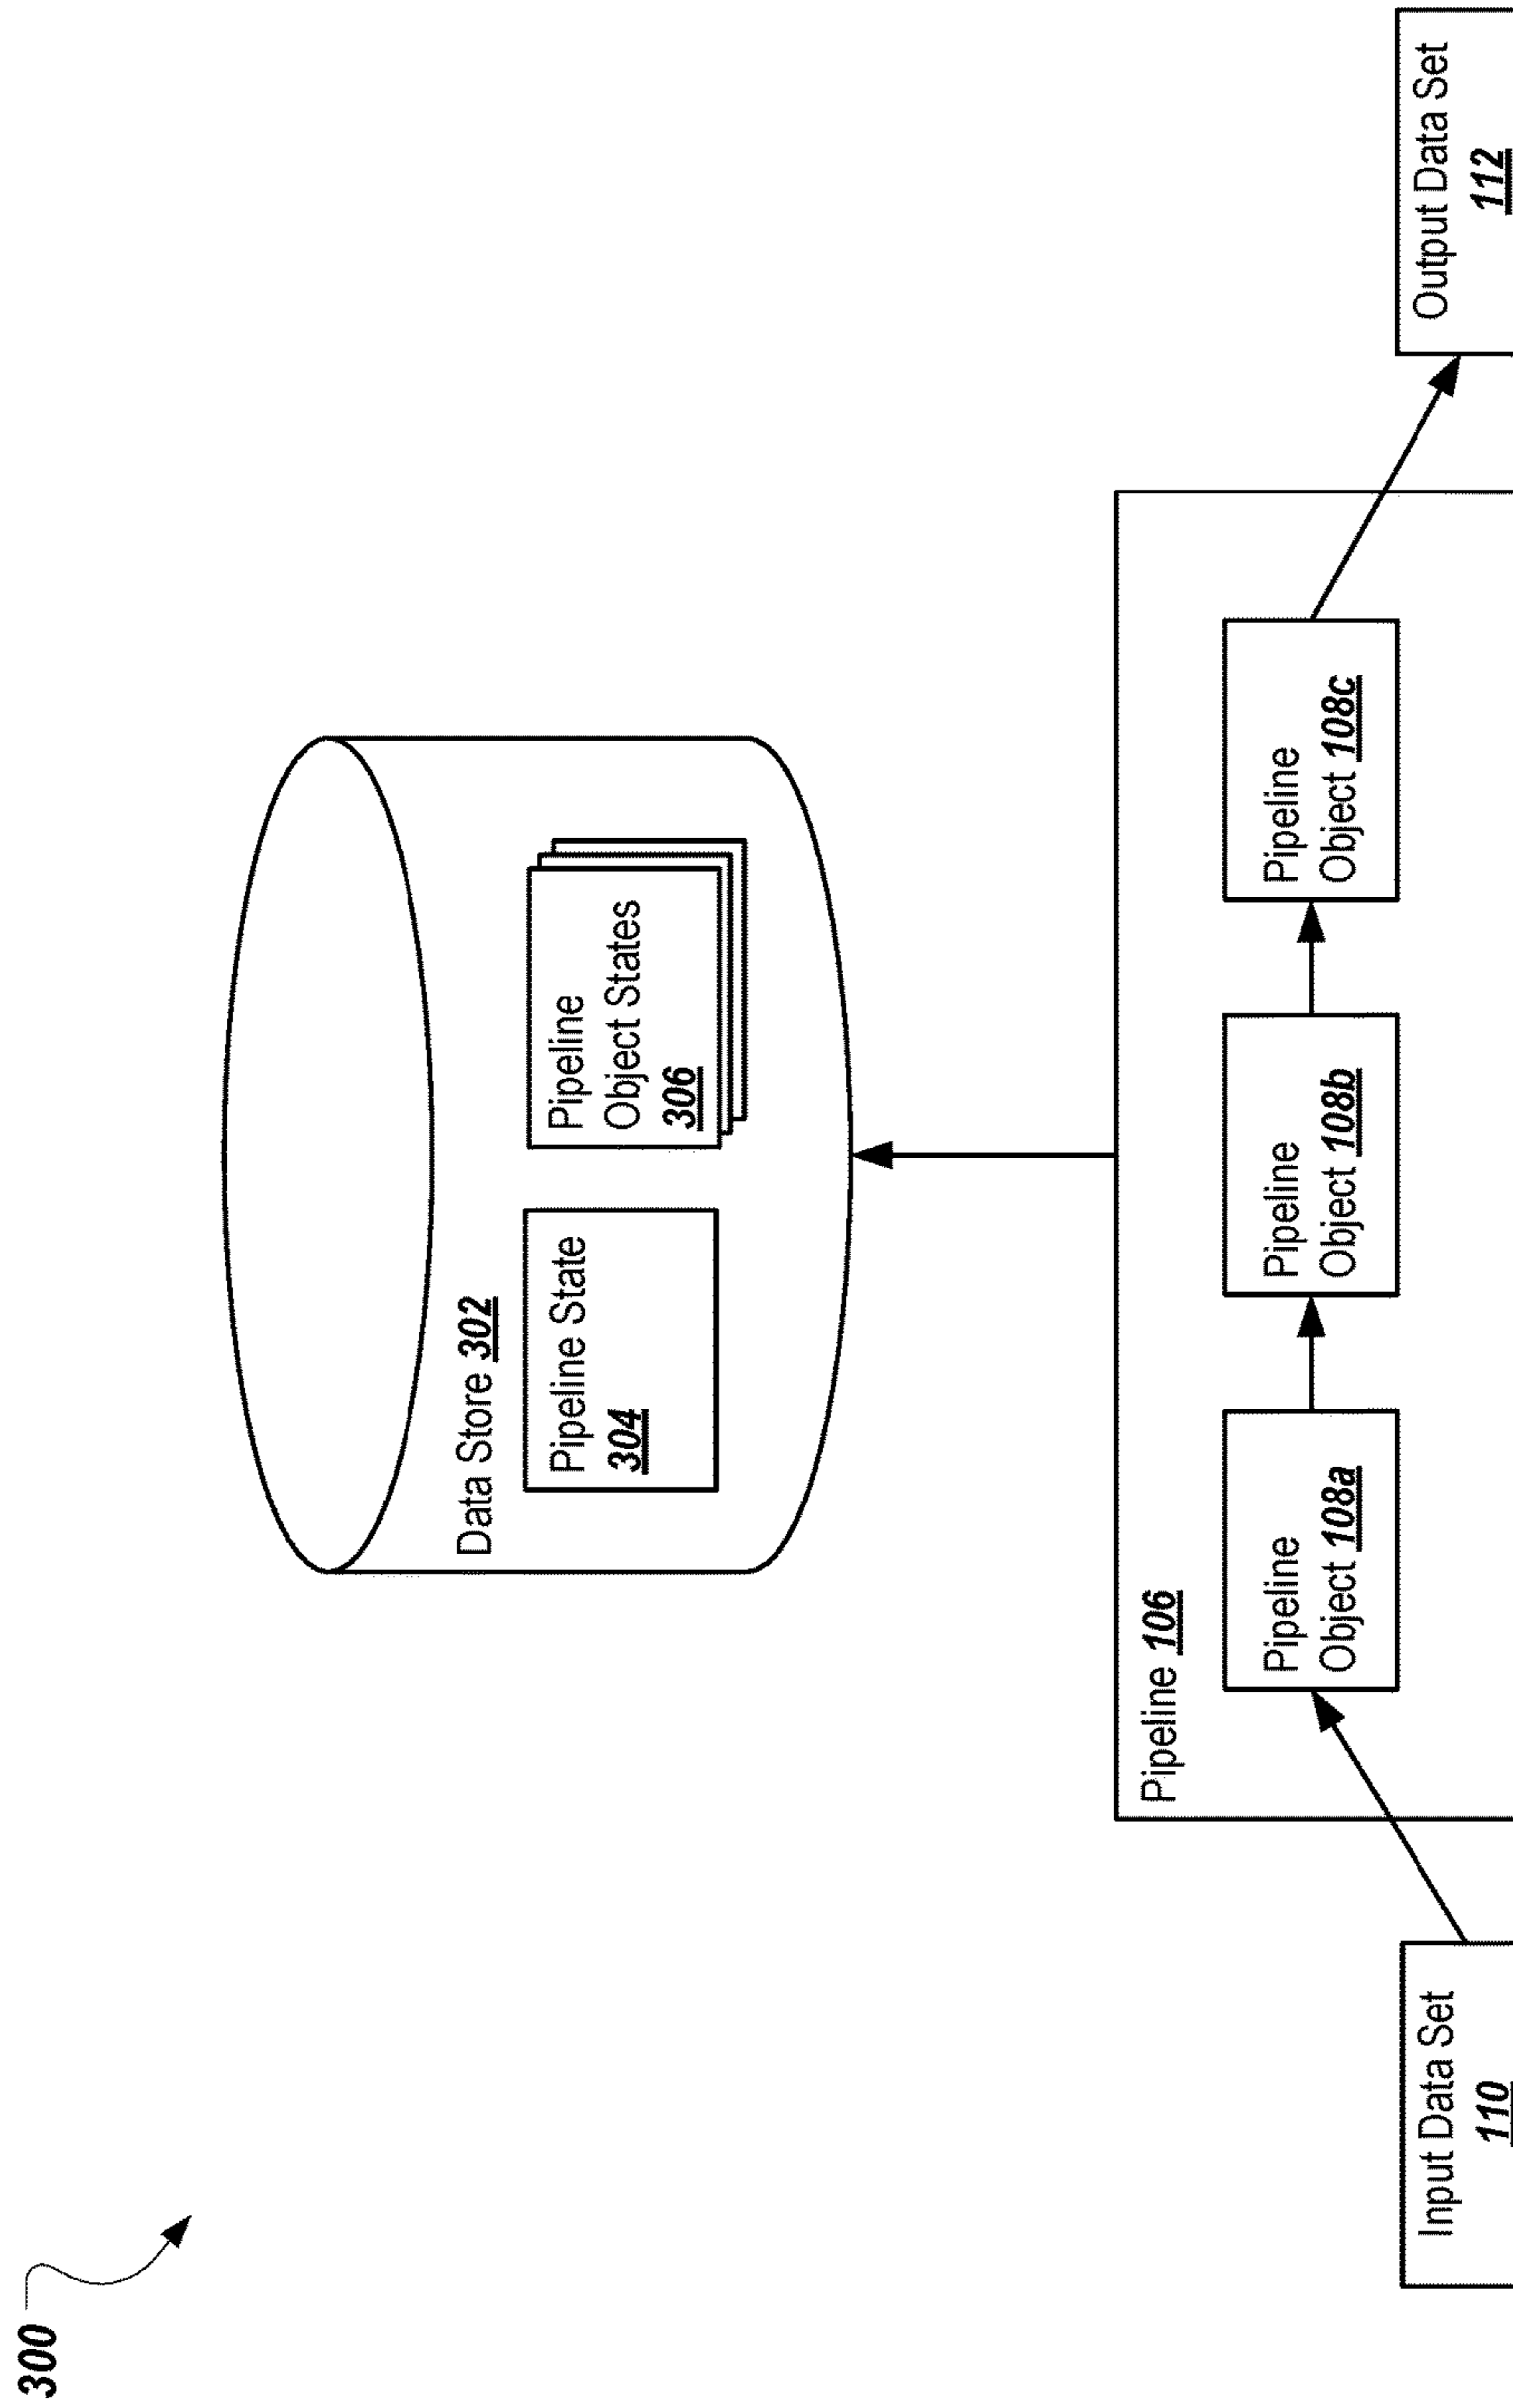 300
Data Store 302
Pipeline State
304
Pipeline
Object States
306
Pipeline 106
Pipeline
Object 108a
Pipeline
Object 108b
Pipeline
Object 108c
Input Data Set
110
Output Data Set
112